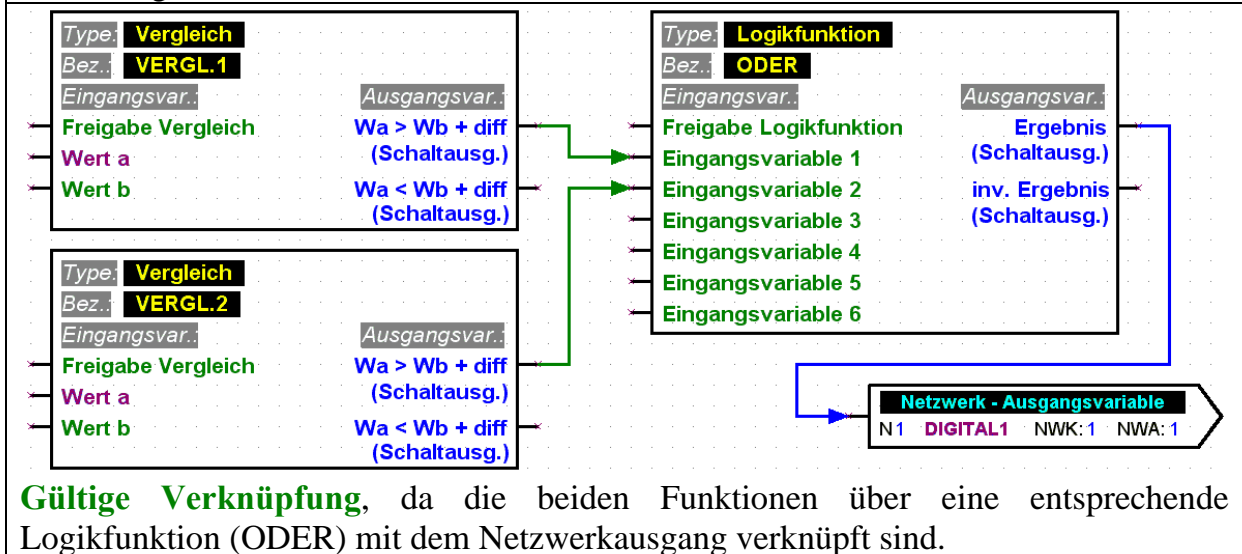 Type: Vergleich
Bez.: VERGL.1
Eingangsvar.: Ausgangsvar.:
Freigabe Vergleich Wa > Wb + diff
Wert a (Schaltausg.)
Wert b Wa < Wb + diff
(Schaltausg.)
Type: Vergleich
Bez.: VERGL.2
Eingangsvar.: Ausgangsvar.:
Freigabe Vergleich Wa > Wb + diff
Wert a (Schaltausg.)
Wert b Wa < Wb + diff
(Schaltausg.)
Type: Logikfunktion
Bez.: ODER
Eingangsvar.: Ausgangsvar.:
Freigabe Logikfunktion Ergebnis
Eingangsvariable 1 (Schaltausg.)
Eingangsvariable 2 inv. Ergebnis
Eingangsvariable 3 (Schaltausg.)
Eingangsvariable 4
Eingangsvariable 5
Eingangsvariable 6
Netzwerk - Ausgangsvariable
N1 DIGITAL1 NWK: 1 NWA: 1
Gültige Verknüpfung, da die beiden Funktionen über eine entsprechende
Logikfunktion (ODER) mit dem Netzwerkausgang verknüpft sind.